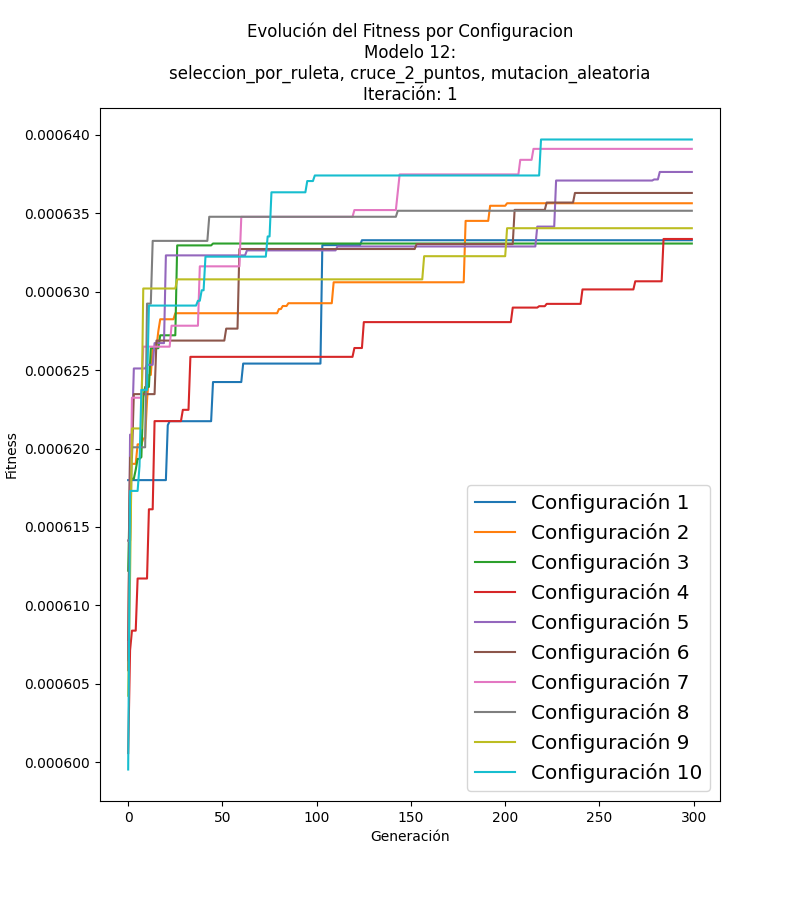 Evolución del Fitness por Configuracion
Modelo 12:
seleccion_por_ruleta, cruce_2_puntos, mutacion_aleatoria
Iteración: 1
Fitness
0.000640
0.000635
0.000630
0.000625
0.000620
0.000615
0.000610
0.000605
0.000600
Configuración 1
Configuración 2
Configuración 3
Configuración 4
Configuración 5
Configuración 6
Configuración 7
Configuración 8
Configuración 9
Configuración 10
0 50 100 150 200 250 300
Generación